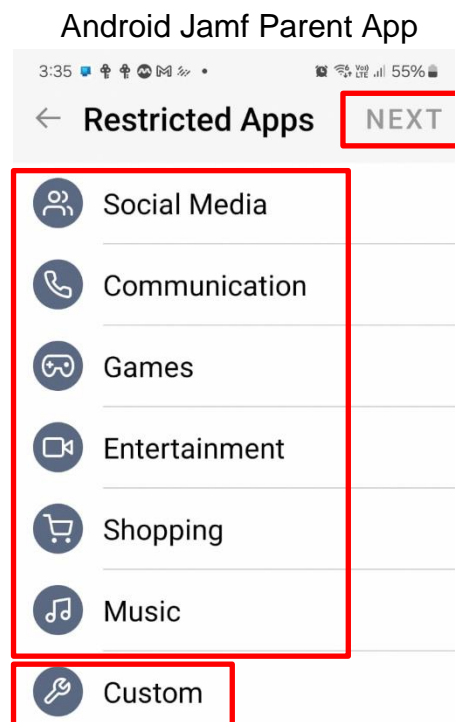 Android Jamf Parent App
3:35 55%
Restricted Apps NEXT
Social Media
Communication
Games
Entertainment
Shopping
Music
Custom